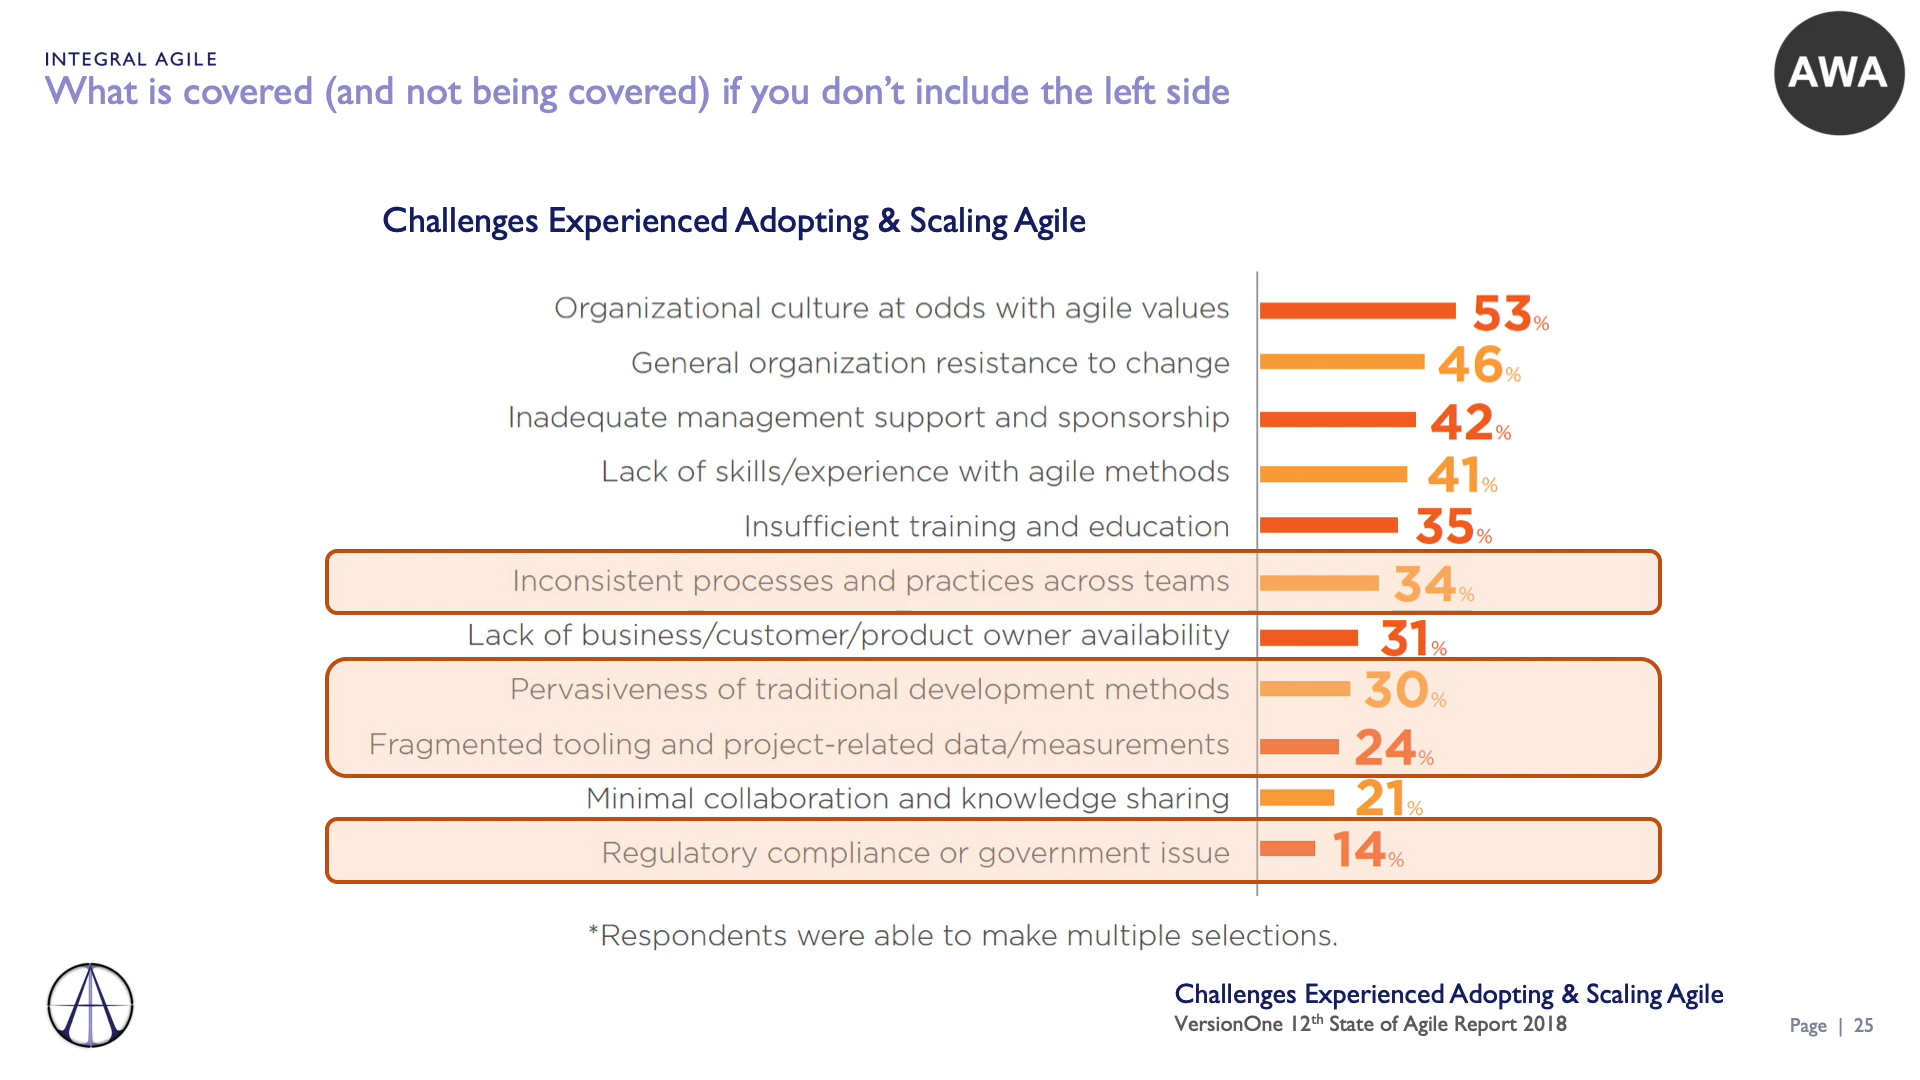 INTEGRAL AGILE
What is covered (and not being covered) if you don't include the left side
AWA
Challenges Experienced Adopting & Scaling Agile
Organizational culture at odds with agile values 53%
General organization resistance to change 46%
Inadequate management support and sponsorship 42%
Lack of skills/experience with agile methods 41%
Insufficient training and education 35%
Inconsistent processes and practices across teams 34%
Lack of business/customer/product owner availability 31%
Pervasiveness of traditional development methods 30%
Fragmented tooling and project-related data/measurements 24%
Minimal collaboration and knowledge sharing 21%
Regulatory compliance or government issue 14%
*Respondents were able to make multiple selections.
Challenges Experienced Adopting & Scaling Agile
VersionOne 12th State of Agile Report 2018
Page | 25